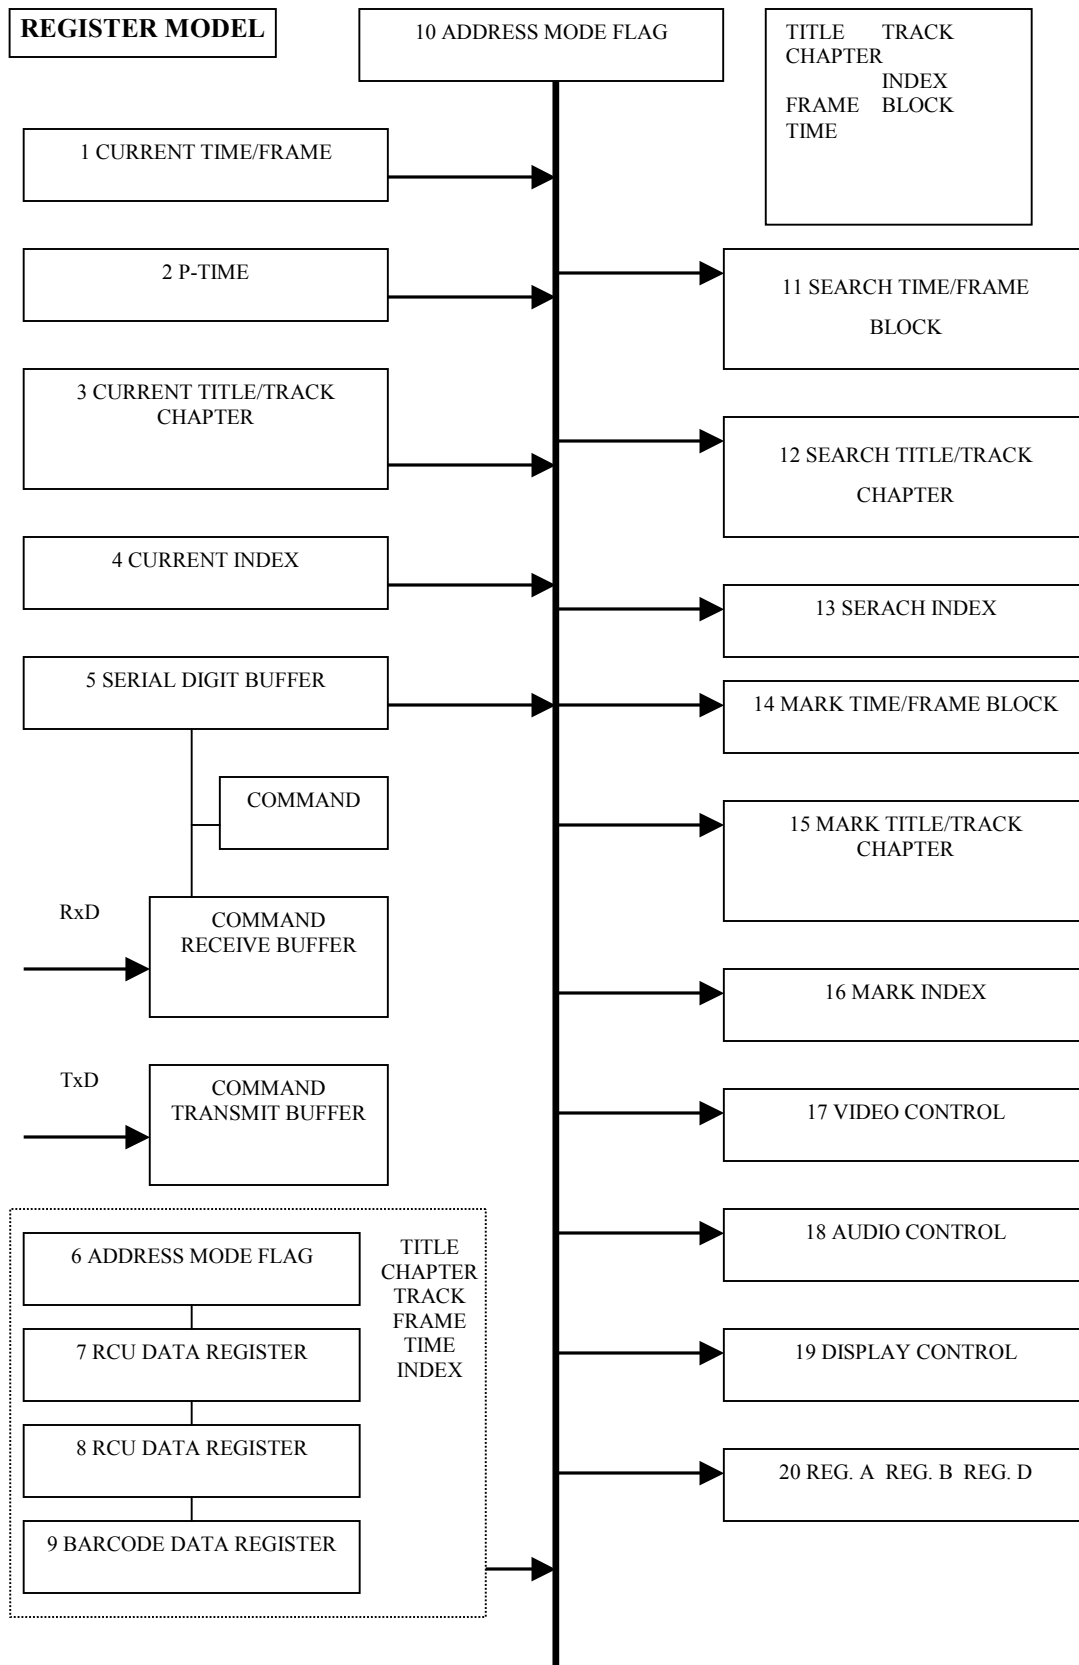 REGISTER MODEL
10 ADDRESS MODE FLAG
TITLE TRACK
CHAPTER
INDEX
FRAME BLOCK
TIME
1 CURRENT TIME/FRAME
2 P-TIME
3 CURRENT TITLE/TRACK
CHAPTER
4 CURRENT INDEX
5 SERIAL DIGIT BUFFER
COMMAND
RxD
COMMAND
RECEIVE BUFFER
TxD
COMMAND
TRANSMIT BUFFER
6 ADDRESS MODE FLAG
7 RCU DATA REGISTER
8 RCU DATA REGISTER
9 BARCODE DATA REGISTER
TITLE
CHAPTER
TRACK
FRAME
TIME
INDEX
11 SEARCH TIME/FRAME
BLOCK
12 SEARCH TITLE/TRACK
CHAPTER
13 SERACH INDEX
14 MARK TIME/FRAME BLOCK
15 MARK TITLE/TRACK
CHAPTER
16 MARK INDEX
17 VIDEO CONTROL
18 AUDIO CONTROL
19 DISPLAY CONTROL
20 REG. A REG. B REG. D